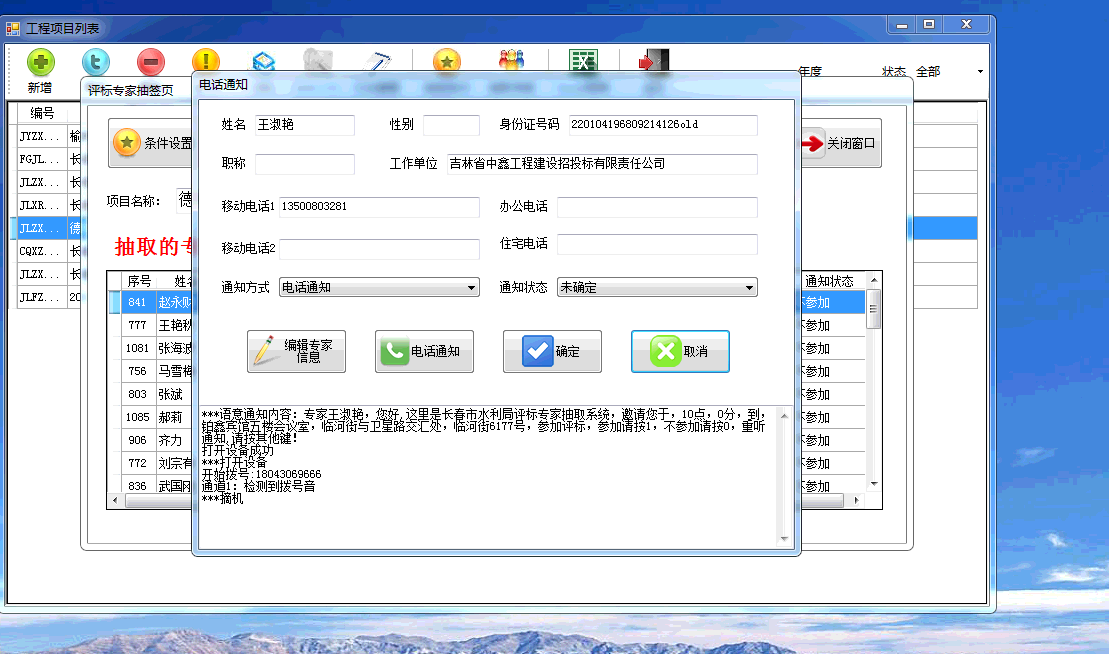 工程项目列表
新增
年度
状态 全部
编号
JYZX... 榆
FGJL... 长
JLZX... 长
JLXR... 长
JLZX... 德
CQXZ... 长
JLZX... 长
JLFZ... 20
评标专家抽签页
条件设置
关闭窗口
项目名称: 德
抽取的专
序号 姓名 通知状态
841 赵永财 不参加
777 王艳秋 不参加
1081 张海波 不参加
756 马雪梅 不参加
803 张斌 不参加
1085 郝莉 不参加
906 齐力 不参加
772 刘宗有 不参加
836 武国刚 不参加
电话通知
姓名 王淑艳 性别 身份证号码 220104196809214126old
职称 工作单位 吉林省中鑫工程建设招投标有限责任公司
移动电话1 13500803281 办公电话
移动电话2 住宅电话
通知方式 电话通知 通知状态 未确定
编辑专家
信息
电话通知
确定
取消
***语意通知内容: 专家王淑艳, 您好,这里是长春市水利局评标专家抽取系统, 邀请您于, 10点, 0分, 到,
铂鑫宾馆五楼会议室, 临河街与卫星路交汇处, 临河街6177号, 参加评标, 参加请按1, 不参加请按0, 重听
通知,请按其他键!
打开设备成功
***打开设备
开始拨号:18043069666
通道1: 检测到拨号音
***摘机